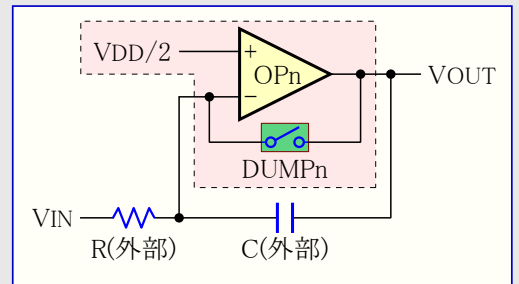 VDD/2
+
OPn
−
VOUT
DUMPn
VIN
R(外部)
C(外部)